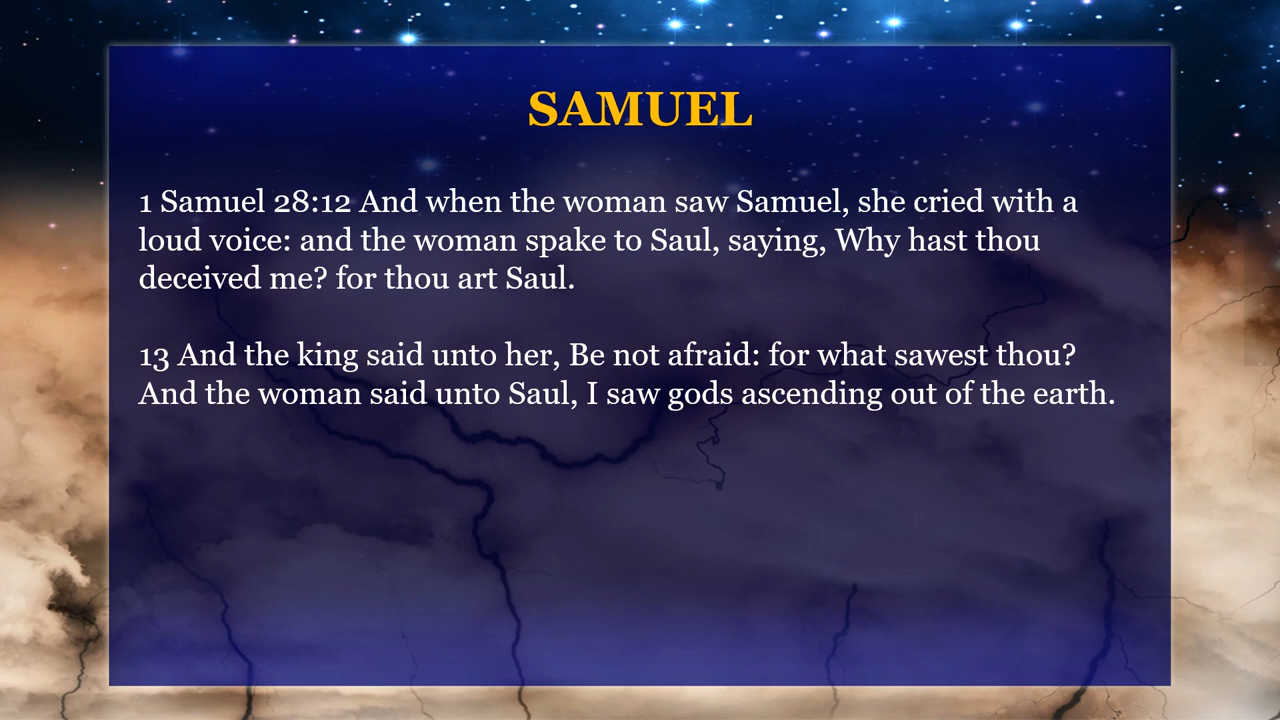 SAMUEL
1 Samuel 28:12 And when the woman saw Samuel, she cried with a
loud voice: and the woman spake to Saul, saying, Why hast thou
deceived me? for thou art Saul.
13 And the king said unto her, Be not afraid: for what sawest thou?
And the woman said unto Saul, I saw gods ascending out of the earth.